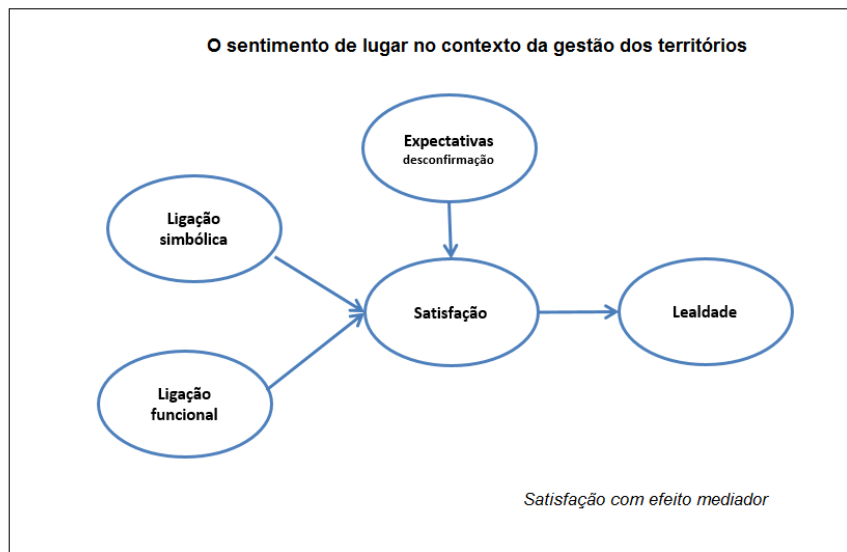 O sentimento de lugar no contexto da gestão dos territórios
Expectativas
desconfirmação
Ligação
simbólica
Satisfação
Lealdade
Ligação
funcional
Satisfação com efeito mediador